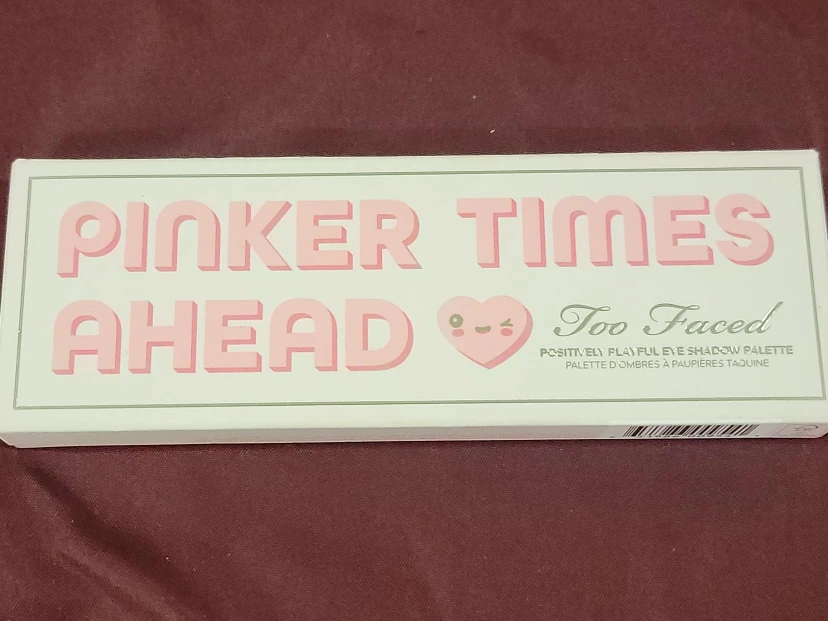 PINKER TIMES
AHEAD
Too Faced
POSITIVELY PLAYFUL EYE SHADOW PALETTE
PALETTE D'OMBRES À PAUPIÈRES TAQUINE